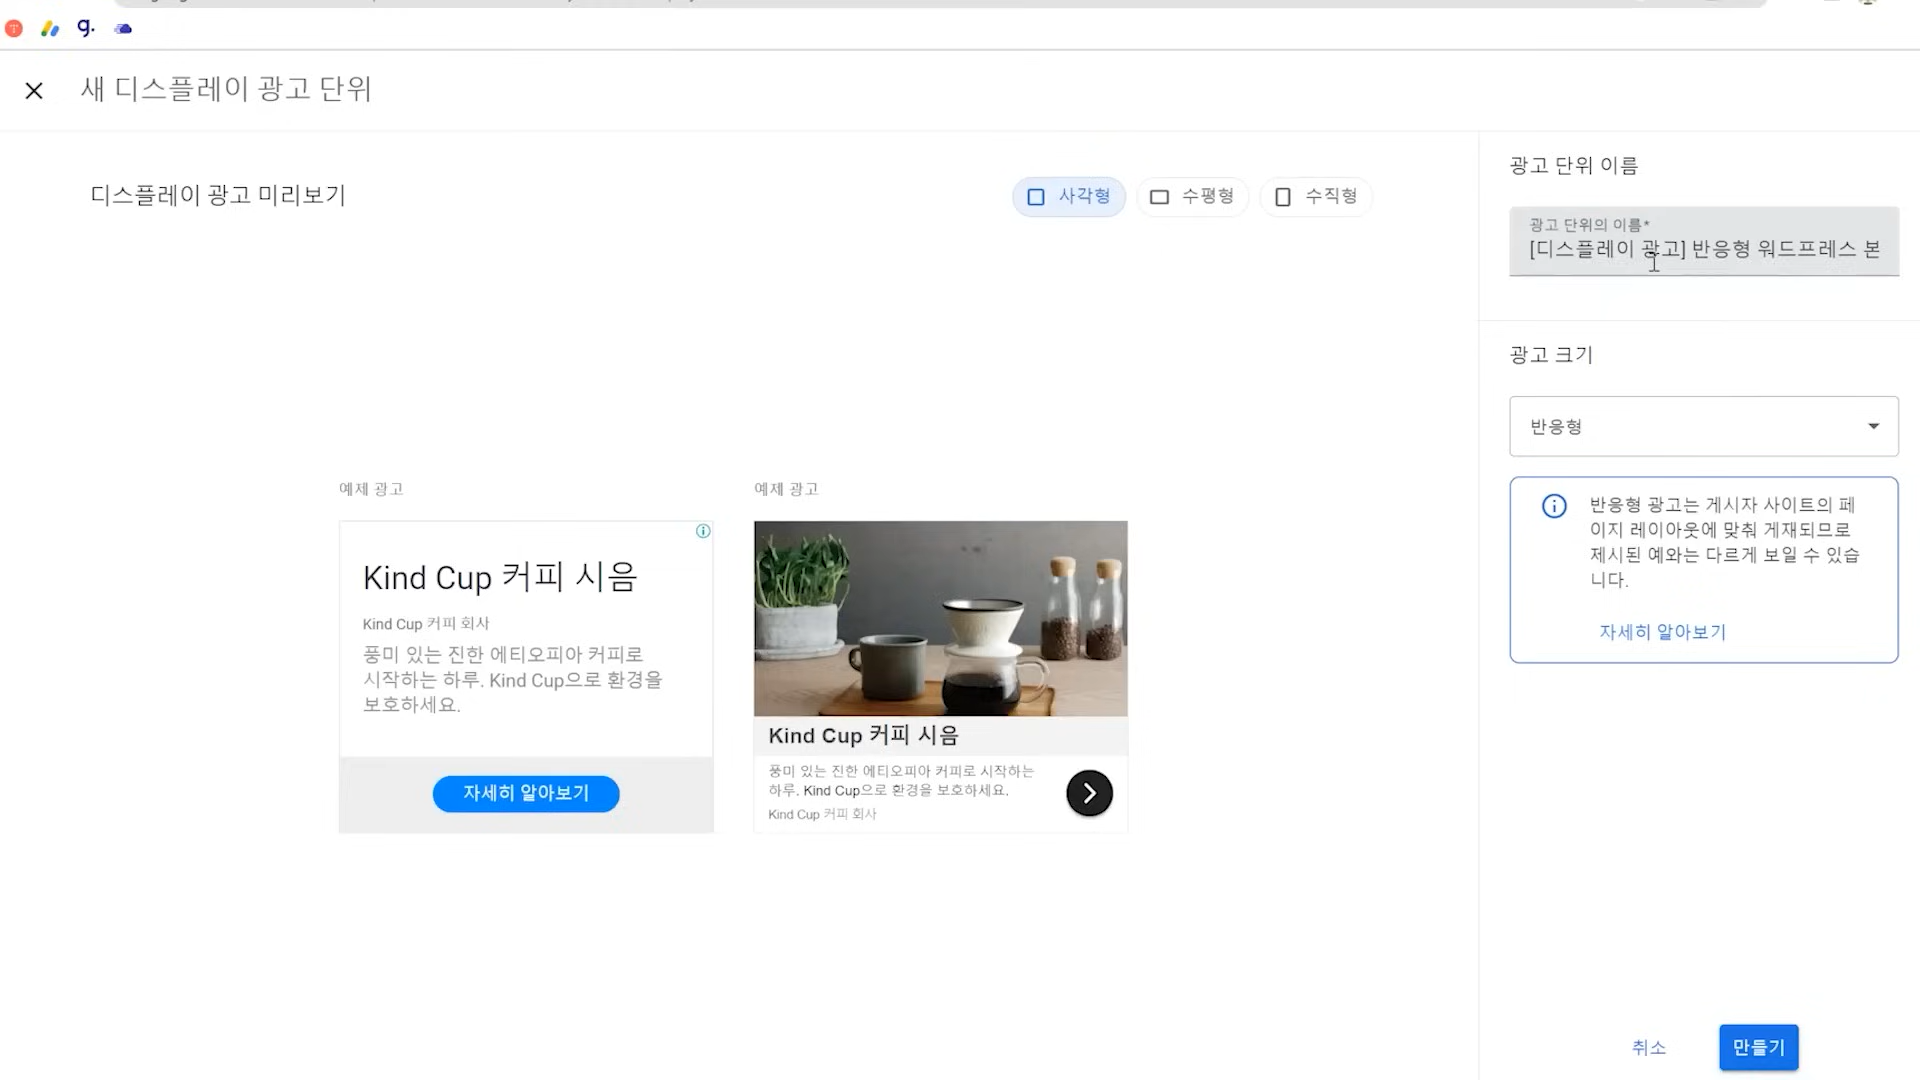 g.
새 디스플레이 광고 단위
디스플레이 광고 미리보기
사각형
수평형
수직형
예제 광고
Kind Cup 커피 시음
Kind Cup 커피 회사
풍미 있는 진한 에티오피아 커피로
시작하는 하루. Kind Cup으로 환경을
보호하세요.
자세히 알아보기
예제 광고
Kind Cup 커피 시음
풍미 있는 진한 에티오피아 커피로 시작하는
하루. Kind Cup으로 환경을 보호하세요.
Kind Cup 커피 회사
광고 단위 이름
광고 단위의 이름*
[디스플레이 광고] 반응형 워드프레스 본
광고 크기
반응형
반응형 광고는 게시자 사이트의 페
이지 레이아웃에 맞춰 게재되므로
제시된 예와는 다르게 보일 수 있습
니다.
자세히 알아보기
취소
만들기